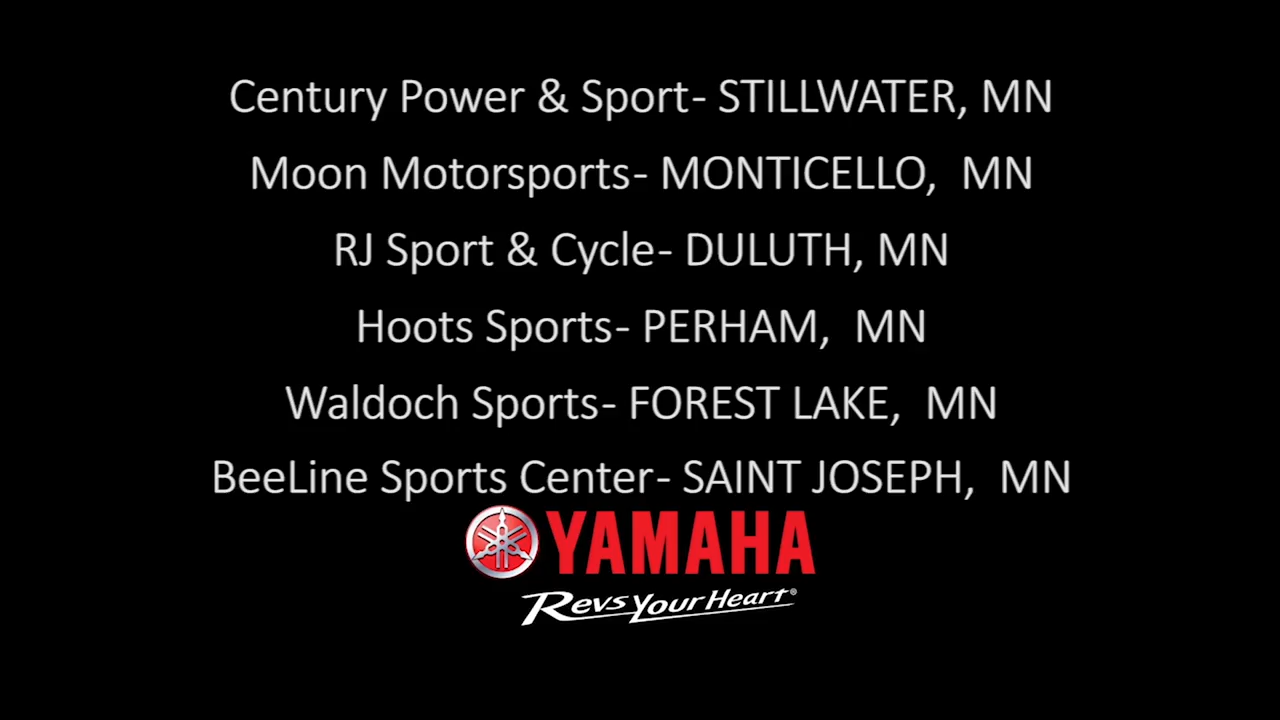 Century Power & Sport- STILLWATER, MN
Moon Motorsports- MONTICELLO, MN
RJ Sport & Cycle- DULUTH, MN
Hoots Sports- PERHAM, MN
Waldoch Sports- FOREST LAKE, MN
BeeLine Sports Center- SAINT JOSEPH, MN
YAMAHA
Revs Your Heart®